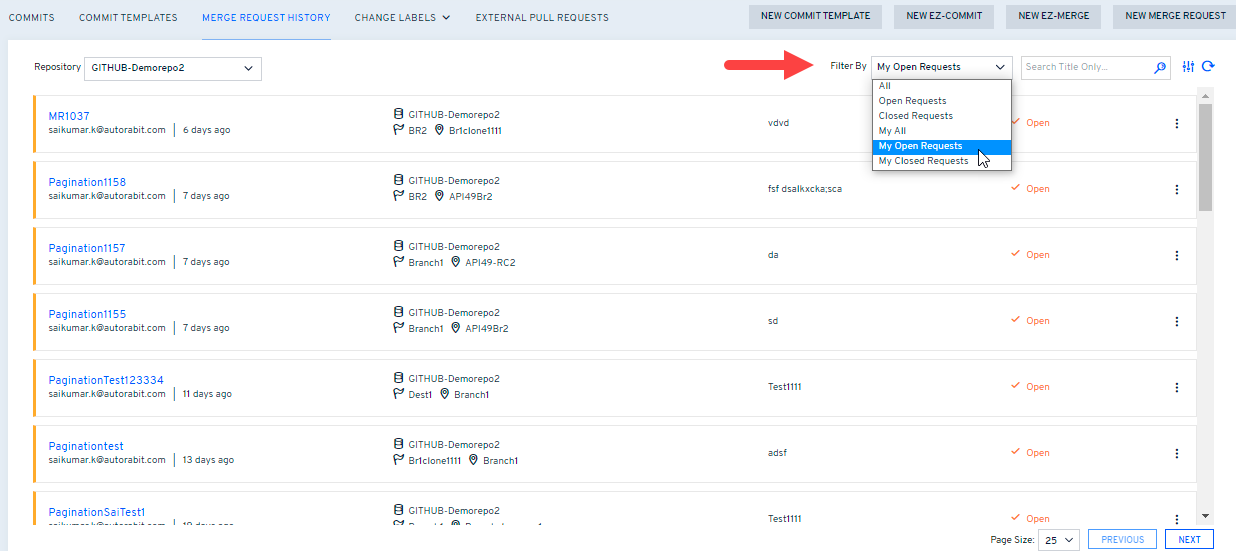 COMMITS COMMIT TEMPLATES MERGE REQUEST HISTORY CHANGE LABELS EXTERNAL PULL REQUESTS NEW COMMIT TEMPLATE NEW EZ-COMMIT NEW EZ-MERGE NEW MERGE REQUEST
Repository GITHUB-Demorepo2 Filter By My Open Requests Search Title Only...
All
Open Requests
Closed Requests
My All
My Open Requests
My Closed Requests
MR1037
saikumar.k@autorabit.com 6 days ago
GITHUB-Demorepo2
BR2 Br1clone1111
vdvd
Open
Pagination1158
saikumar.k@autorabit.com 7 days ago
GITHUB-Demorepo2
BR2 API49Br2
fsf dsalkxcka;sca
Open
Pagination1157
saikumar.k@autorabit.com 7 days ago
GITHUB-Demorepo2
Branch1 API49-RC2
da
Open
Pagination1155
saikumar.k@autorabit.com 7 days ago
GITHUB-Demorepo2
Branch1 API49Br2
sd
Open
PaginationTest123334
saikumar.k@autorabit.com 11 days ago
GITHUB-Demorepo2
Dest1 Branch1
Test1111
Open
Paginationtest
saikumar.k@autorabit.com 13 days ago
GITHUB-Demorepo2
Br1clone1111 Branch1
adsf
Open
PaginationSaiTest1
saikumar.k@autorabit.com
GITHUB-Demorepo2
Test1111
Open
Page Size: 25 PREVIOUS NEXT